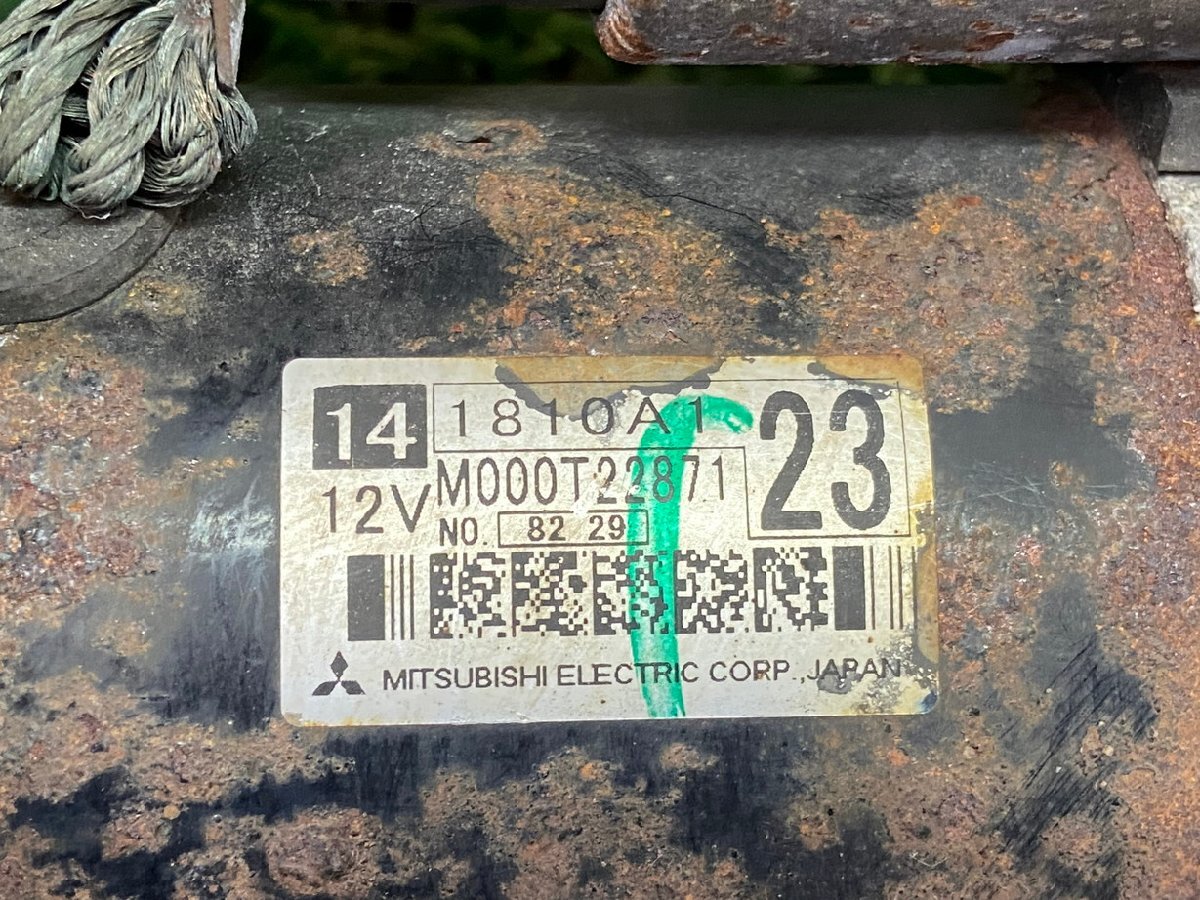 14 1810A1 23
12V M000T22871
NO. 82 29
MITSUBISHI ELECTRIC CORP.,JAPAN